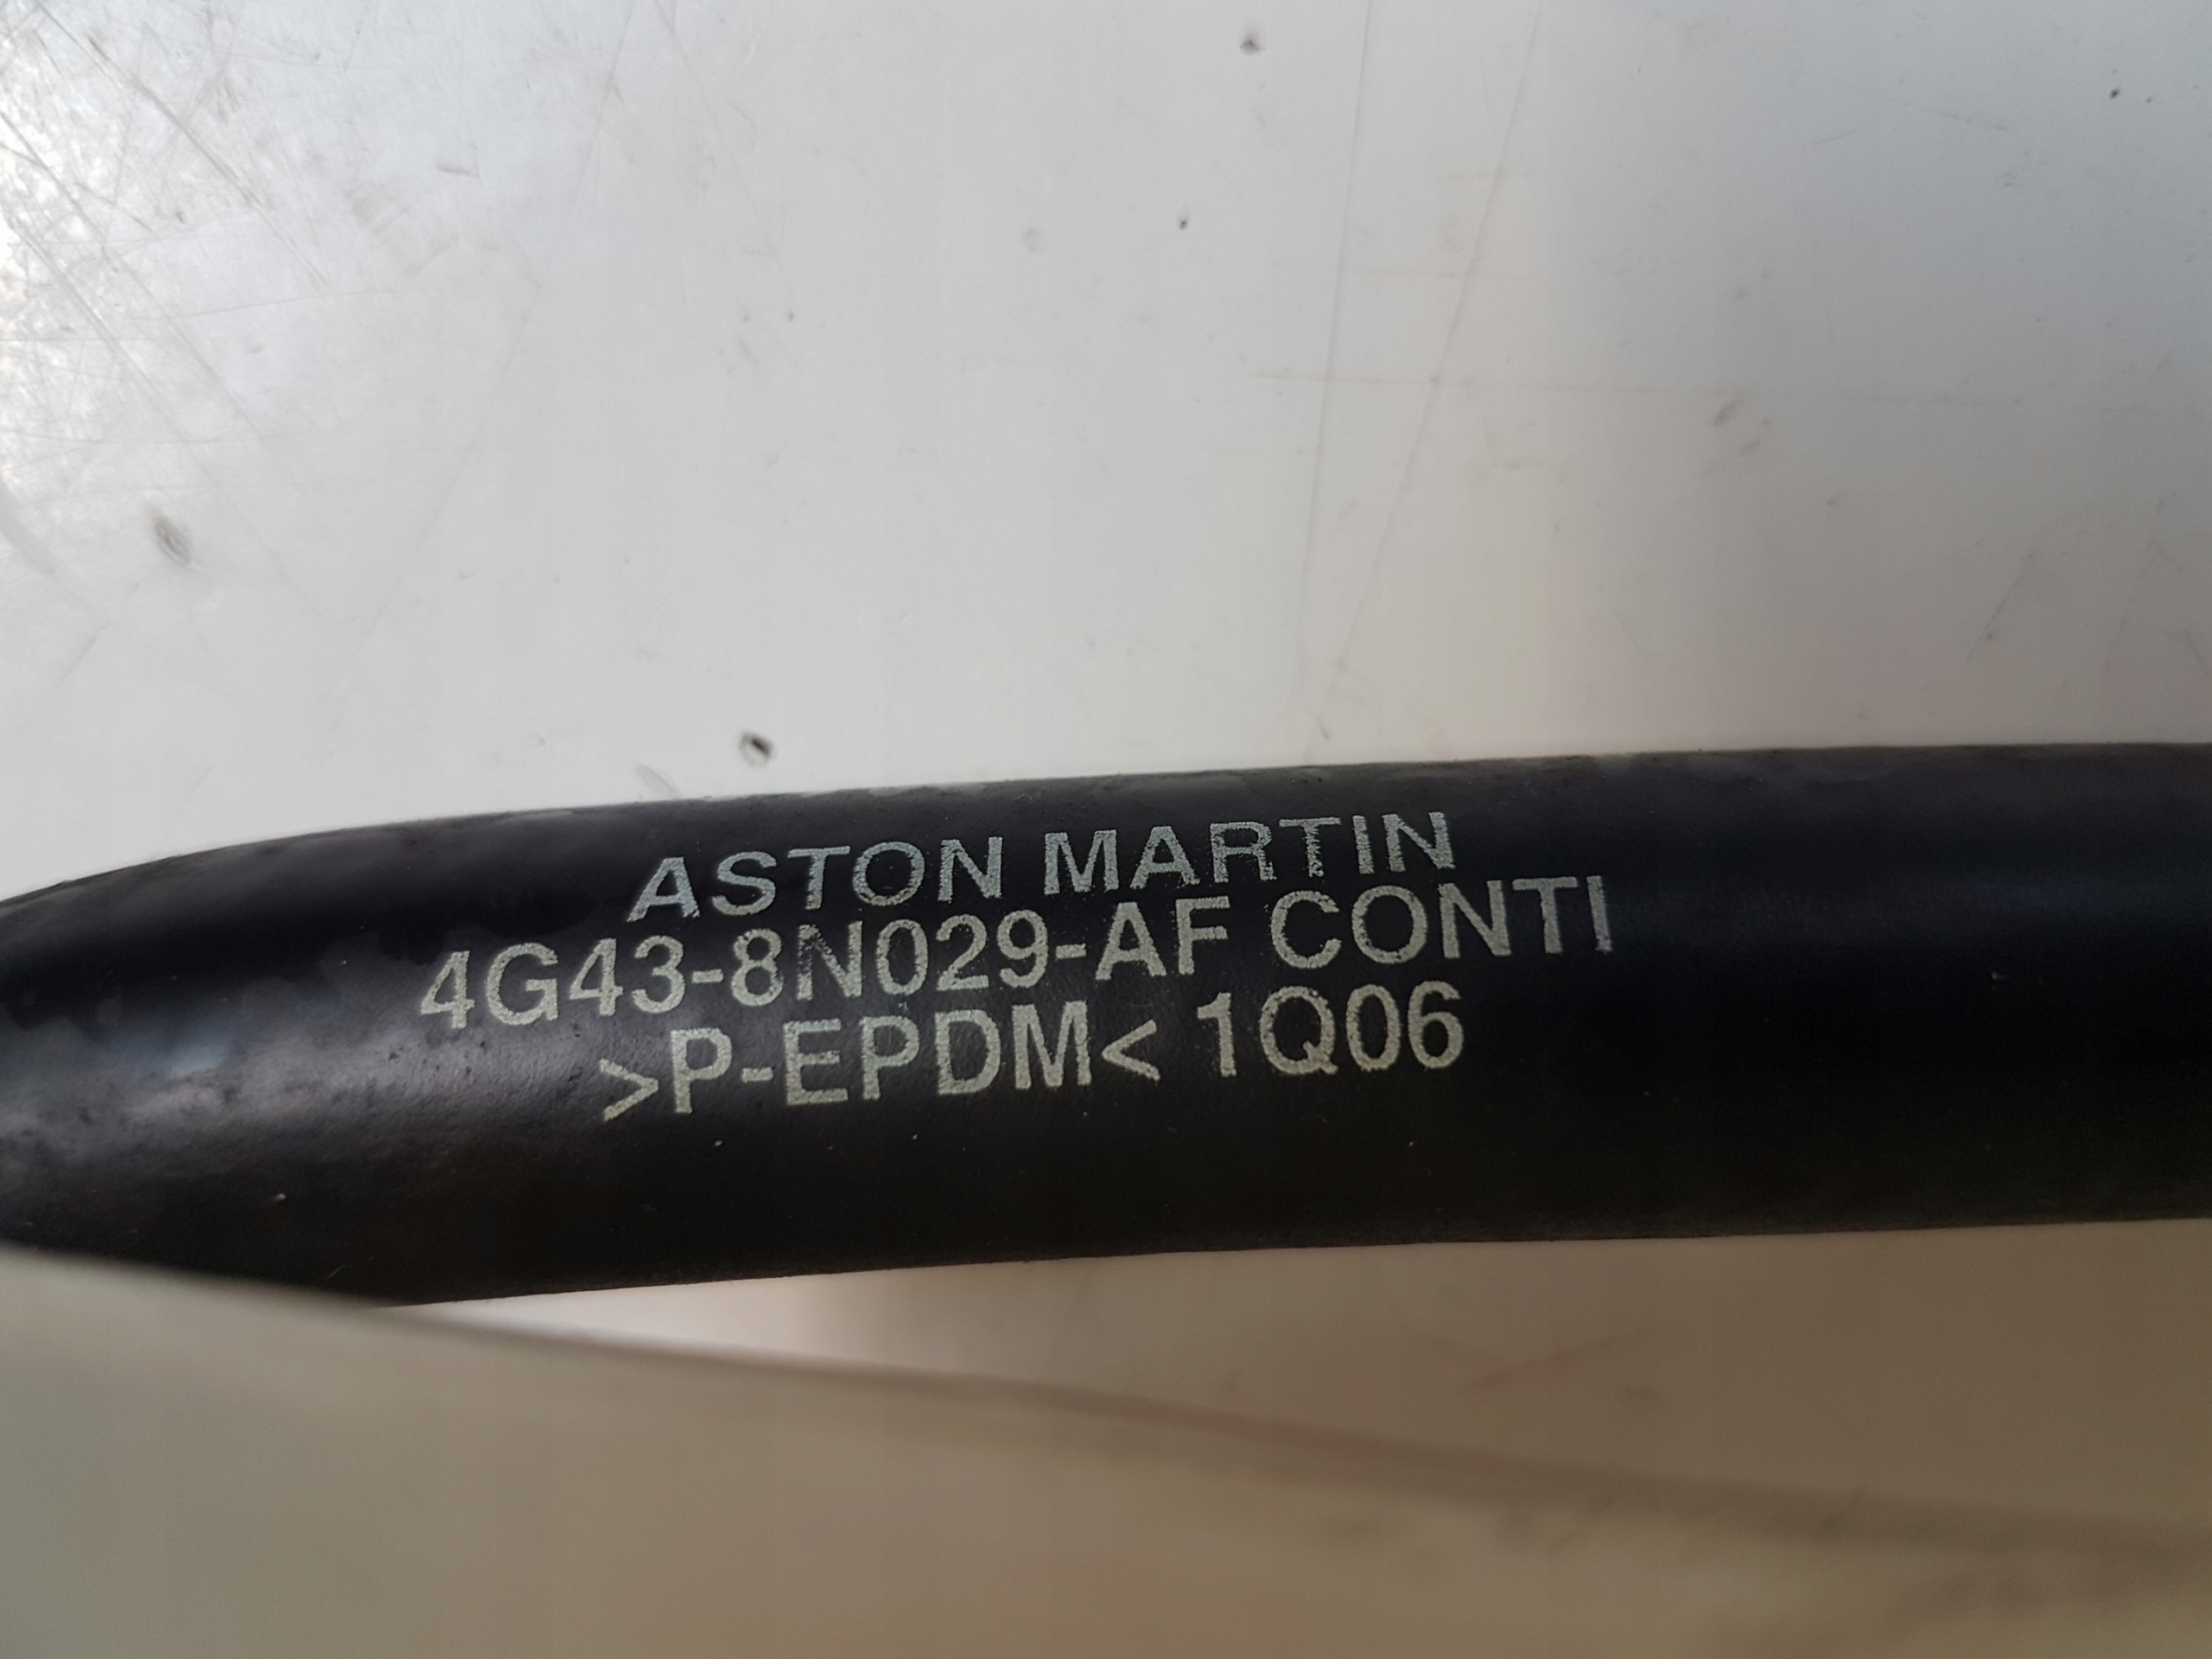 ASTON MARTIN
4G43-8N029-AF CONTI
>P-EPDM< 1Q06